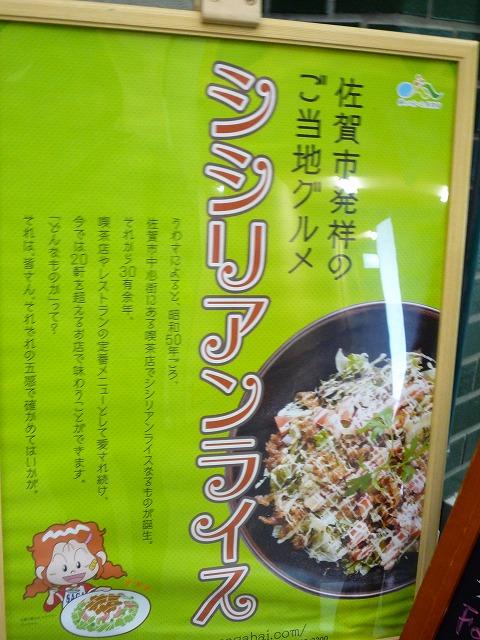 佐賀市発祥の
ご当地グルメ
シシリアンライス
うわさによると、昭和50年ごろ、
佐賀市中心街にある喫茶店でシシリアンライスなるものが誕生。
それから30有余年、
喫茶店やレストランの定番メニューとして愛され続け、
今では20軒を超えるお店で味わうことができます。
「どんなものか」って?
それは、皆さん、それぞれの五感で確かめてはいかが。
SAGA